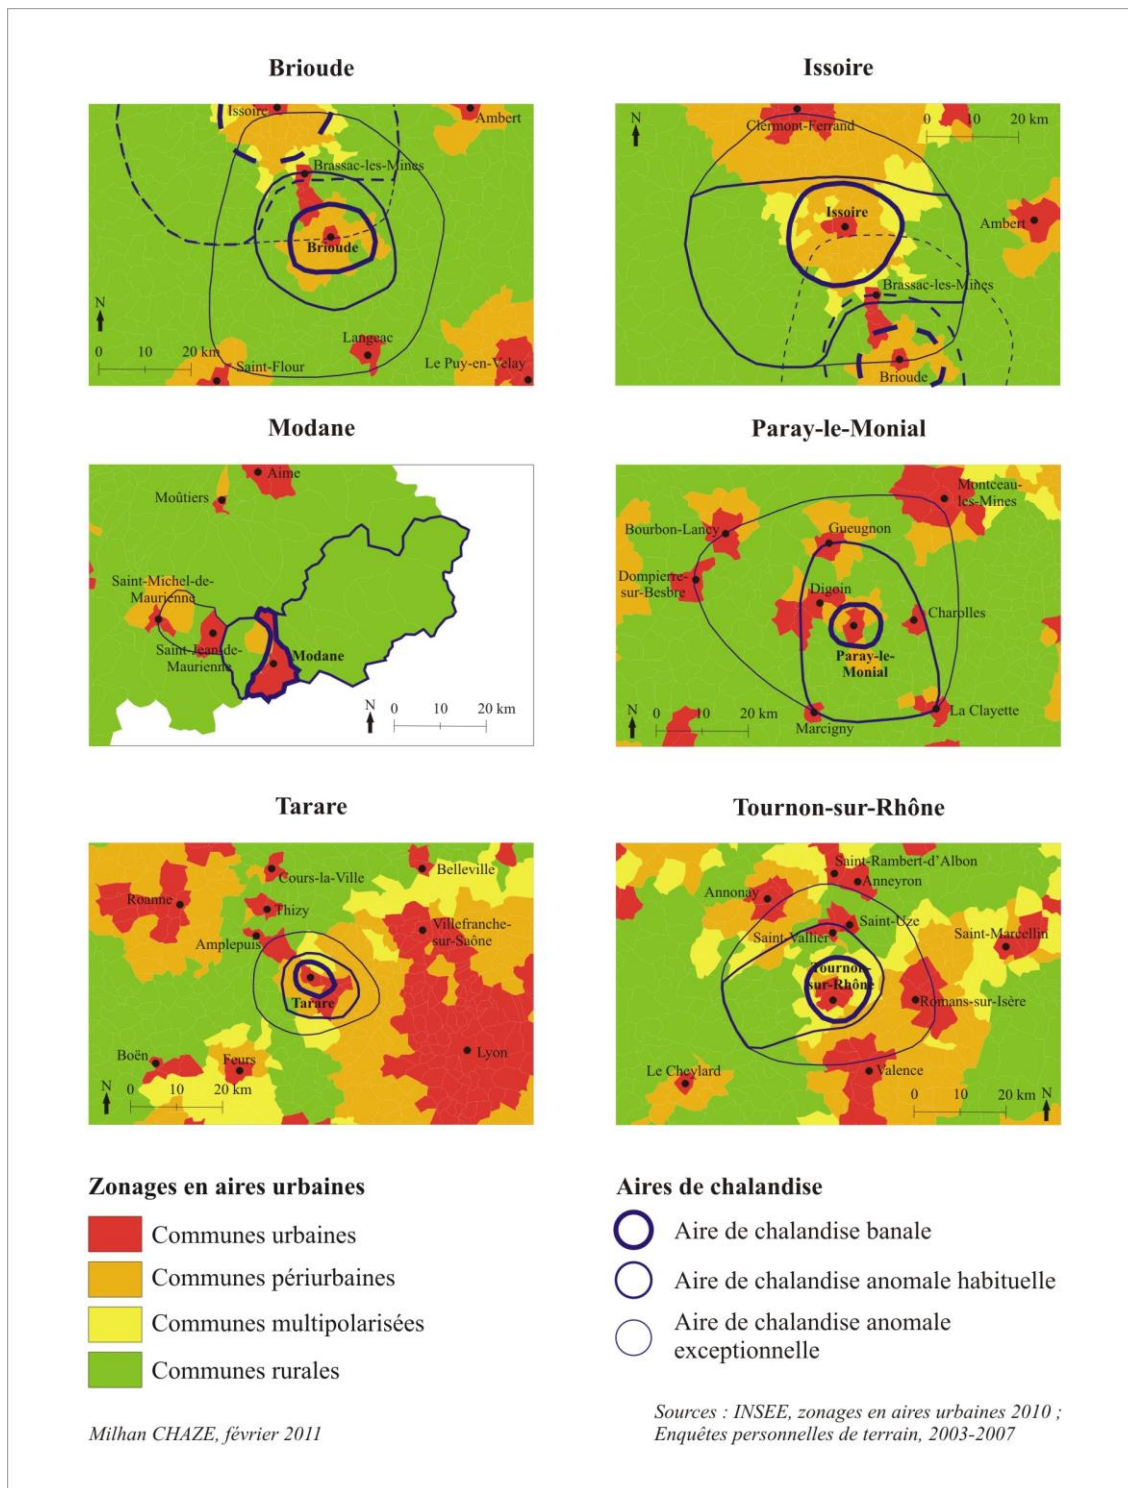 Brioude
Issoire
Ambert
Brassac-les-Mines
Brioude
N
0 10 20 km
Langeac
Saint-Flour
Le Puy-en-Velay
Issoire
N
0 10 20 km
Clermont-Ferrand
Issoire
Ambert
Brassac-les-Mines
Brioude
Modane
Aime
Moûtiers
Saint-Michel-de-
Maurienne
Saint-Jean-de-
Maurienne
Modane
N
0 10 20 km
Paray-le-Monial
Montceau-
les-Mines
Bourbon-Lancy
Gueugnon
Dompierre-
sur-Besbre
Digoin
Charolles
Paray-le-
Monial
N
0 10 20 km
La Clayette
Marcigny
Tarare
Cours-la-Ville
Belleville
Roanne
Thizy
Villefranche-
sur-Saône
Amplepuis
Tarare
Boën
Feurs
Lyon
N
0 10 20 km
Tournon-sur-Rhône
Saint-Rambert-d'Albon
Anneyron
Annonay
Saint-Uze
Saint-Vallier
Saint-Marcellin
Tournon-
sur-Rhône
Romans-sur-Isère
Le Cheylard
Valence
0 10 20 km
N
Zonages en aires urbaines
Communes urbaines
Communes périurbaines
Communes multipolarisées
Communes rurales
Milhan CHAZE, février 2011
Aires de chalandise
Aire de chalandise banale
Aire de chalandise anomale habituelle
Aire de chalandise anomale
exceptionnelle
Sources : INSEE, zonages en aires urbaines 2010 ;
Enquêtes personnelles de terrain, 2003-2007